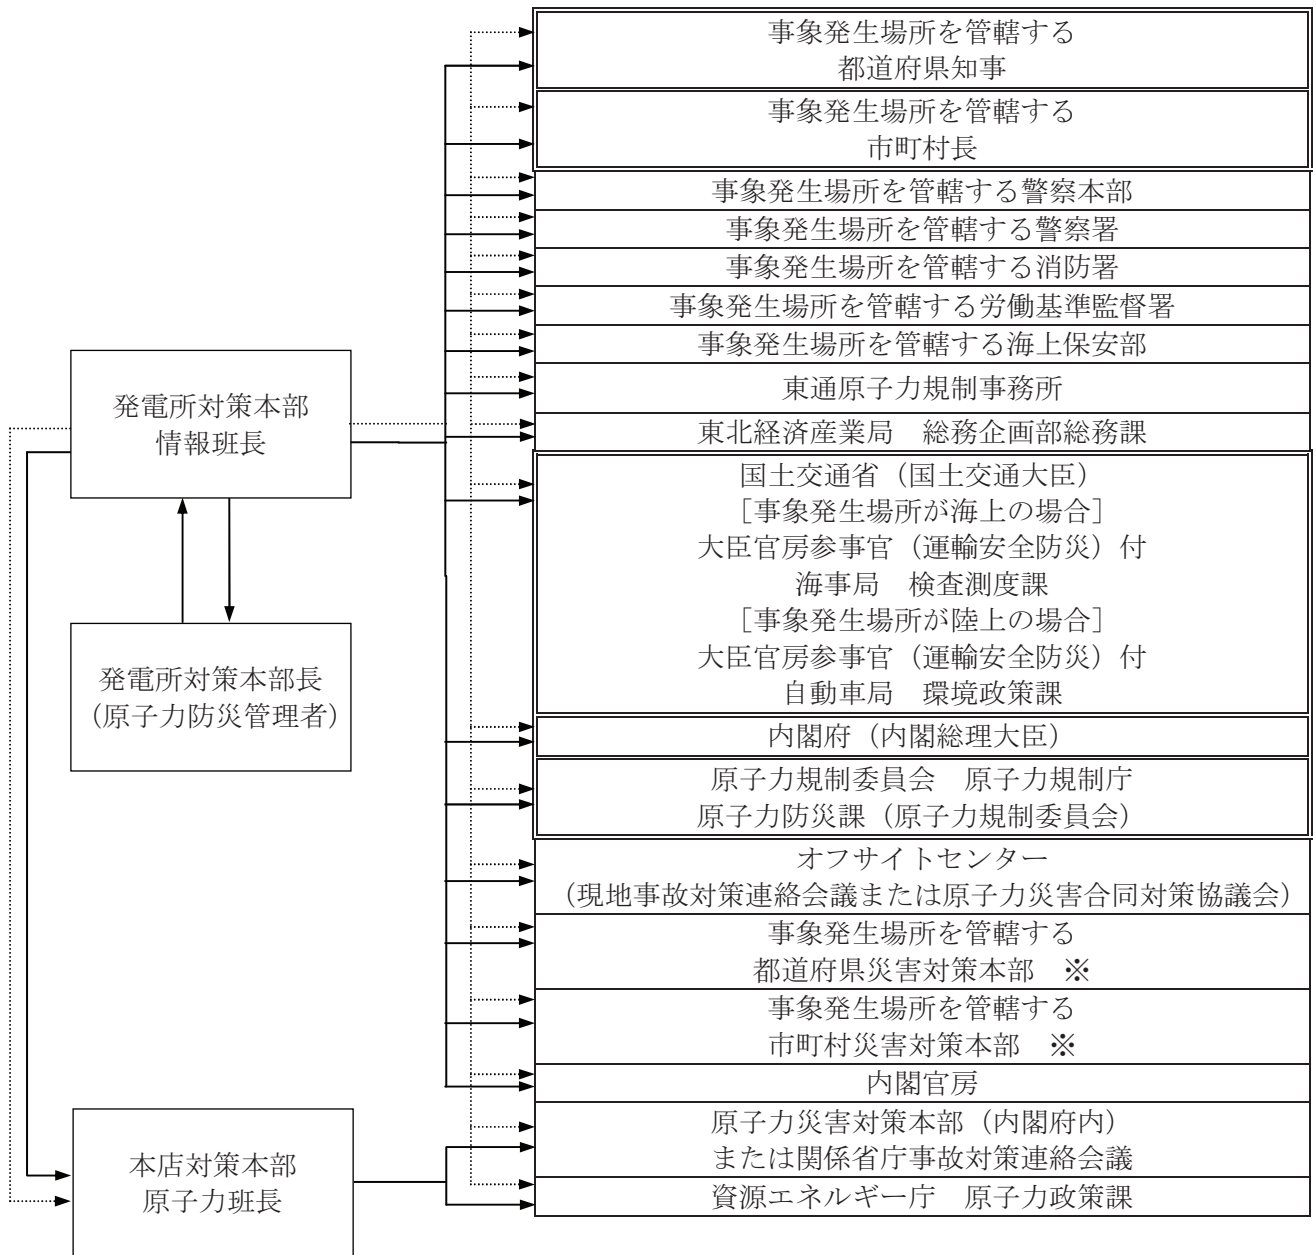 事象発生場所を管轄する
都道府県知事
事象発生場所を管轄する
市町村長
事象発生場所を管轄する警察本部
事象発生場所を管轄する警察署
事象発生場所を管轄する消防署
事象発生場所を管轄する労働基準監督署
事象発生場所を管轄する海上保安部
東通原子力規制事務所
東北経済産業局　総務企画部総務課
国土交通省（国土交通大臣）
［事象発生場所が海上の場合］
大臣官房参事官（運輸安全防災）付
海事局　検査測度課
［事象発生場所が陸上の場合］
大臣官房参事官（運輸安全防災）付
自動車局　環境政策課
内閣府（内閣総理大臣）
原子力規制委員会　原子力規制庁
原子力防災課（原子力規制委員会）
オフサイトセンター
（現地事故対策連絡会議または原子力災害合同対策協議会）
事象発生場所を管轄する
都道府県災害対策本部　※
事象発生場所を管轄する
市町村災害対策本部　※
内閣官房
原子力災害対策本部（内閣府内）
または関係省庁事故対策連絡会議
資源エネルギー庁　原子力政策課
発電所対策本部
情報班長
発電所対策本部長
（原子力防災管理者）
本店対策本部
原子力班長